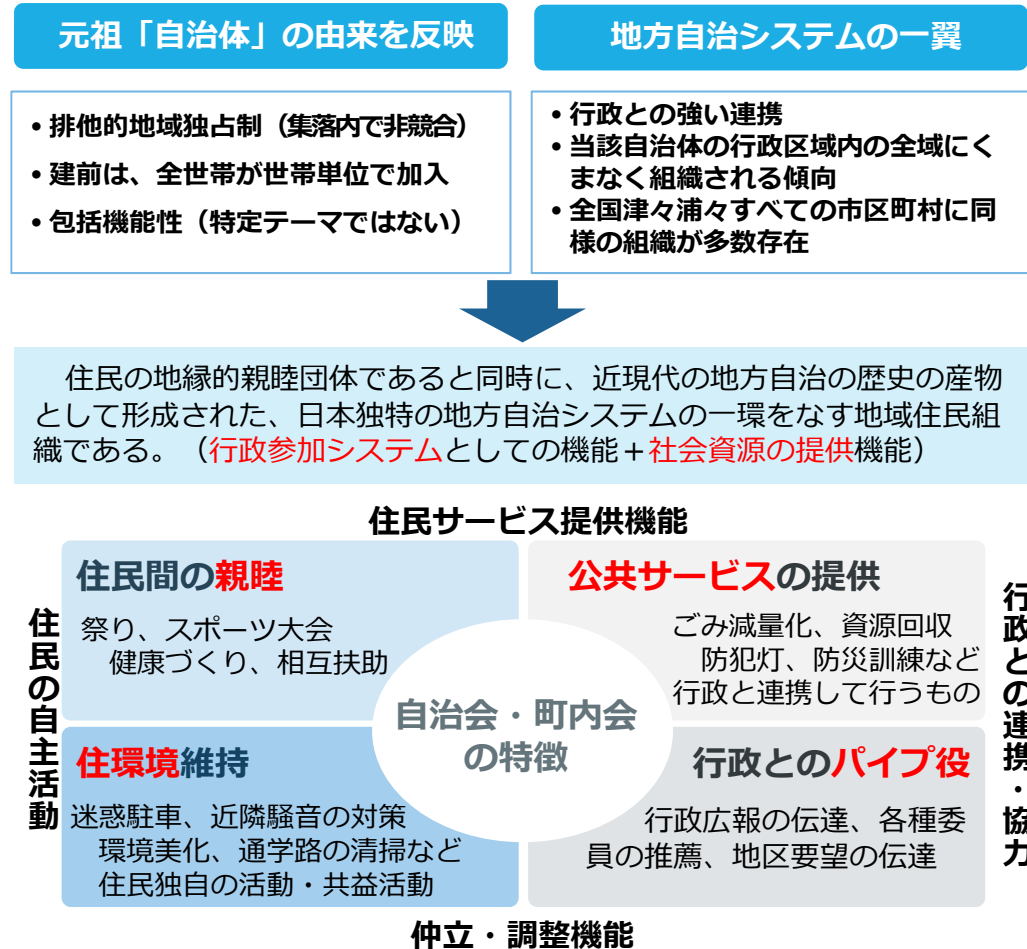 元祖「自治体」の由来を反映
• 排他的地域独占制（集落内で非競合）
• 建前は、全世帯が世帯単位で加入
• 包括機能性（特定テーマではない）
地方自治システムの一翼
• 行政との強い連携
• 当該自治体の行政区域内の全域にく
まなく組織される傾向
• 全国津々浦々すべての市区町村に同
様の組織が多数存在
住民の地縁的親睦団体であると同時に、近現代の地方自治の歴史の産物
として形成された、日本独特の地方自治システムの一環をなす地域住民組
織である。（行政参加システムとしての機能＋社会資源の提供機能）
住民サービス提供機能
住民の自主活動
住民間の親睦
祭り、スポーツ大会
健康づくり、相互扶助
公共サービスの提供
ごみ減量化、資源回収
防犯灯、防災訓練など
行政と連携して行うもの
自治会・町内会
の特徴
住環境維持
迷惑駐車、近隣騒音の対策
環境美化、通学路の清掃など
住民独自の活動・共益活動
行政とのパイプ役
行政広報の伝達、各種委
員の推薦、地区要望の伝達
行政との連携・協力
仲立・調整機能